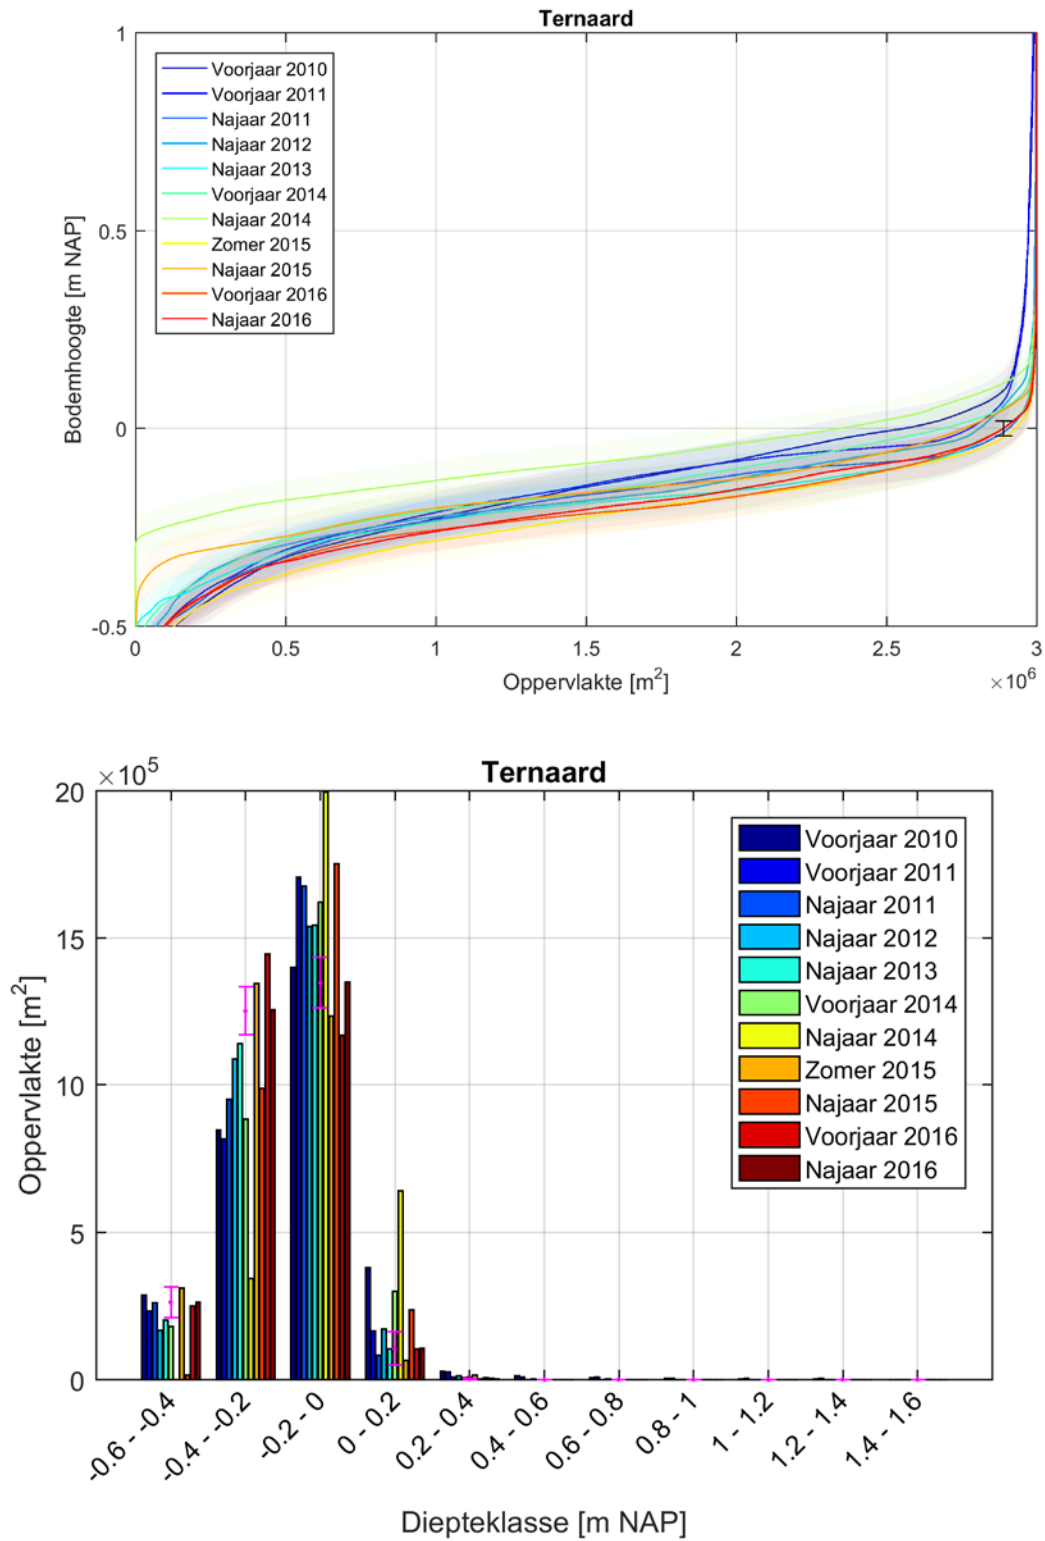 Ternaard
1
0.5
0
-0.5
Bodemhoogte [m NAP]
Voorjaar 2010
Voorjaar 2011
Najaar 2011
Najaar 2012
Najaar 2013
Voorjaar 2014
Najaar 2014
Zomer 2015
Najaar 2015
Voorjaar 2016
Najaar 2016
0 0.5 1 1.5 2 2.5 3
Oppervlakte [m²]
×10⁶
Ternaard
×10⁵
20
15
10
5
0
Oppervlakte [m²]
Voorjaar 2010
Voorjaar 2011
Najaar 2011
Najaar 2012
Najaar 2013
Voorjaar 2014
Najaar 2014
Zomer 2015
Najaar 2015
Voorjaar 2016
Najaar 2016
-0.6 - -0.4
-0.4 - -0.2
-0.2 - 0
0 - 0.2
0.2 - 0.4
0.4 - 0.6
0.6 - 0.8
0.8 - 1
1 - 1.2
1.2 - 1.4
1.4 - 1.6
Diepteklasse [m NAP]